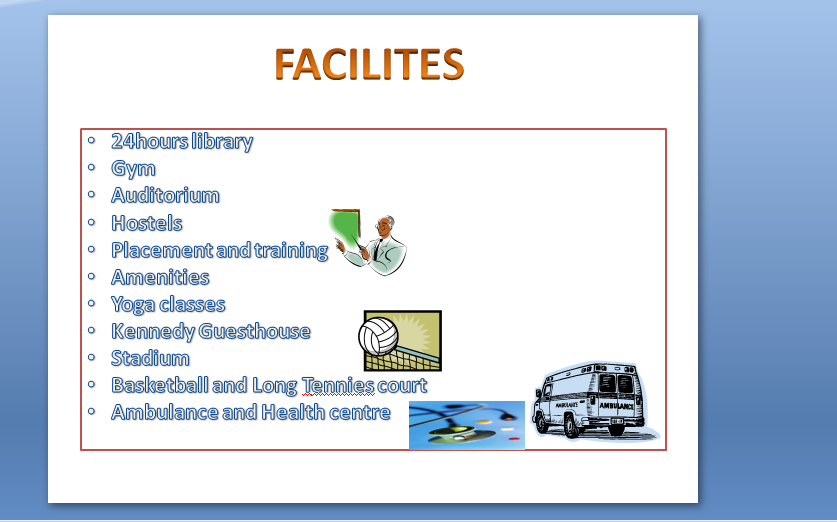 FACILITES
• 24hours library
• Gym
• Auditorium
• Hostels
• Placement and training
• Amenities
• Yoga classes
• Kennedy Guesthouse
• Stadium
• Basketball and Long Tennies court
• Ambulance and Health centre
AMBULANCE
AMBULANCE